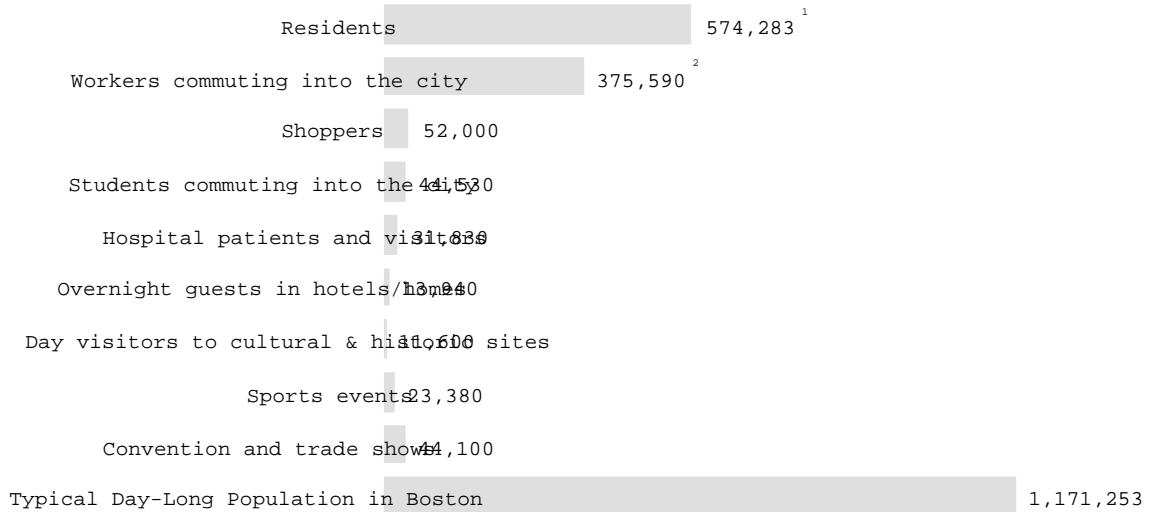 Residents 574,283 1
Workers commuting into the city 375,590 2
Shoppers 52,000
Students commuting into the city 44,530
Hospital patients and visitors 31,830
Overnight guests in hotels/homes 13,940
Day visitors to cultural & historic sites 11,600
Sports events 23,380
Convention and trade shows 44,100
Typical Day-Long Population in Boston 1,171,253